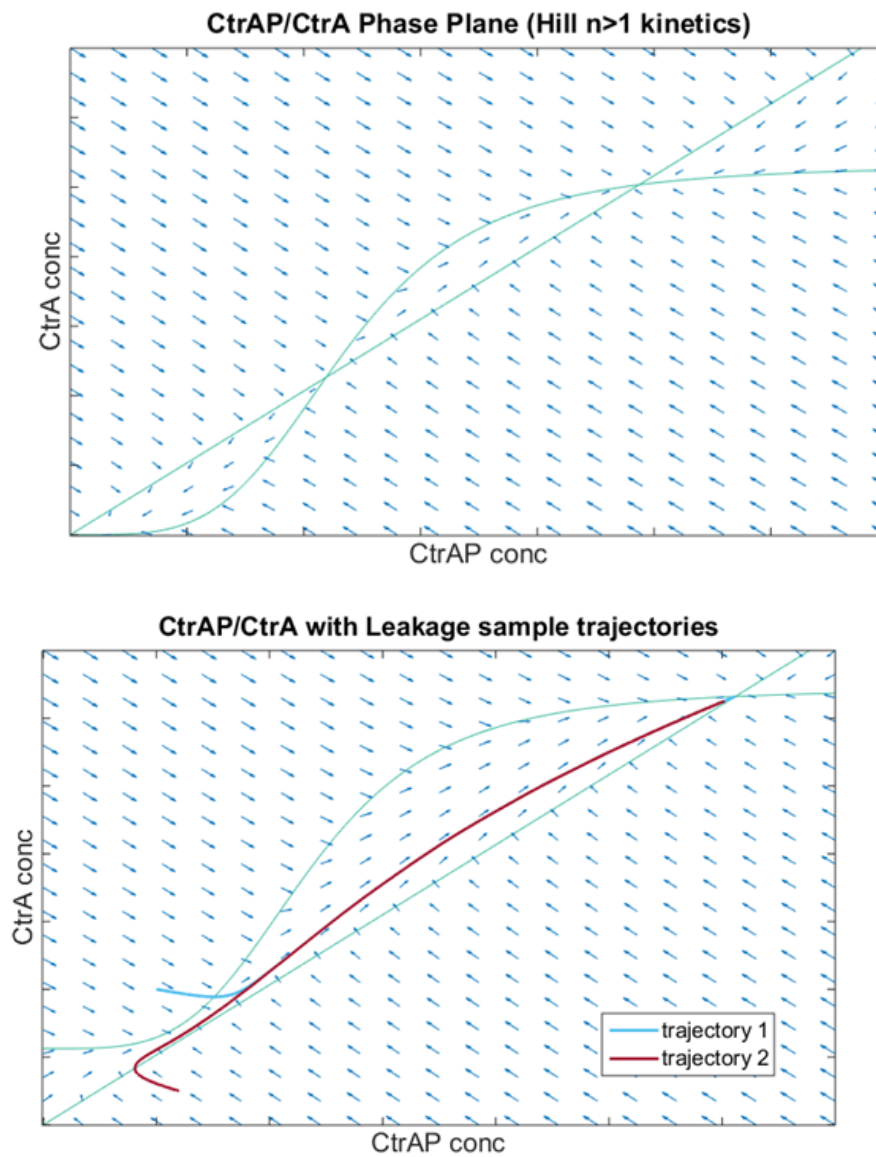 CtrAP/CtrA Phase Plane (Hill n>1 kinetics)
CtrA conc
CtrAP conc
CtrAP/CtrA with Leakage sample trajectories
CtrA conc
trajectory 1
trajectory 2
CtrAP conc